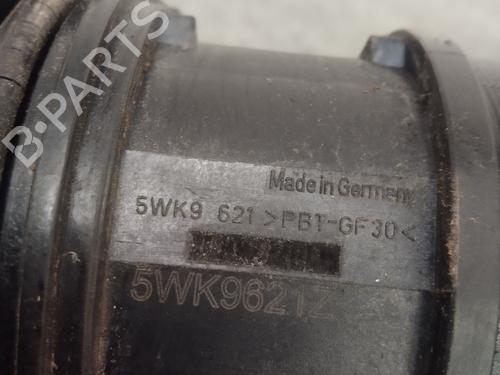 B-PARTS
Made in Germany
5WK9 621 >PBT-GF30<
5WK9621Z